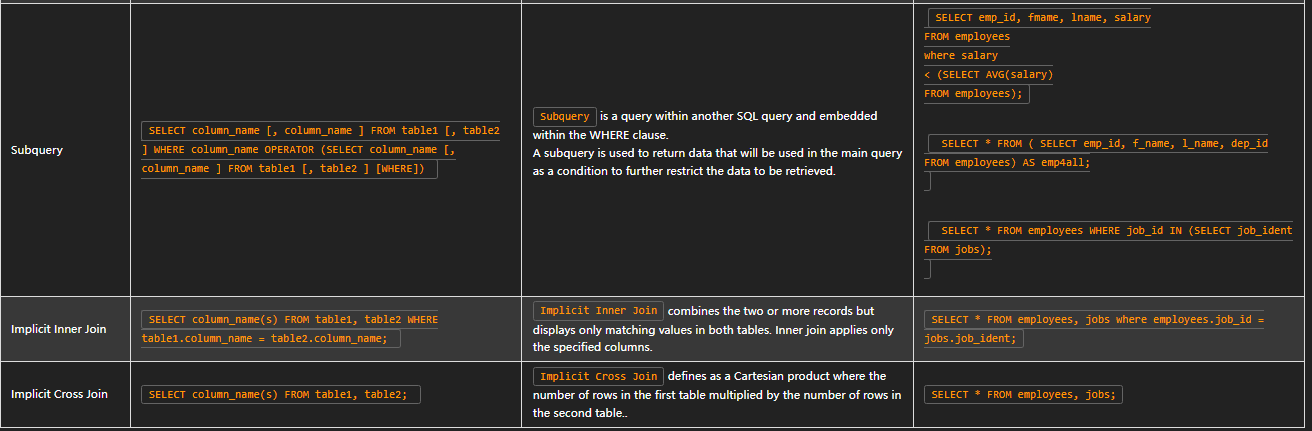 Subquery
SELECT column_name [, column_name ] FROM table1 [, table2
] WHERE column_name OPERATOR (SELECT column_name [,
column_name ] FROM table1 [, table2 ] [WHERE])
Subquery is a query within another SQL query and embedded
within the WHERE clause.
A subquery is used to return data that will be used in the main query
as a condition to further restrict the data to be retrieved.
SELECT emp_id, fmame, lname, salary
FROM employees
where salary
< (SELECT AVG(salary)
FROM employees);
SELECT * FROM ( SELECT emp_id, f_name, l_name, dep_id
FROM employees) AS emp4all;
SELECT * FROM employees WHERE job_id IN (SELECT job_ident
FROM jobs);
Implicit Inner Join
SELECT column_name(s) FROM table1, table2 WHERE
table1.column_name = table2.column_name;
Implicit Inner Join combines the two or more records but
displays only matching values in both tables. Inner join applies only
the specified columns.
SELECT * FROM employees, jobs where employees.job_id =
jobs.job_ident;
Implicit Cross Join
SELECT column_name(s) FROM table1, table2;
Implicit Cross Join defines as a Cartesian product where the
number of rows in the first table multiplied by the number of rows in
the second table..
SELECT * FROM employees, jobs;